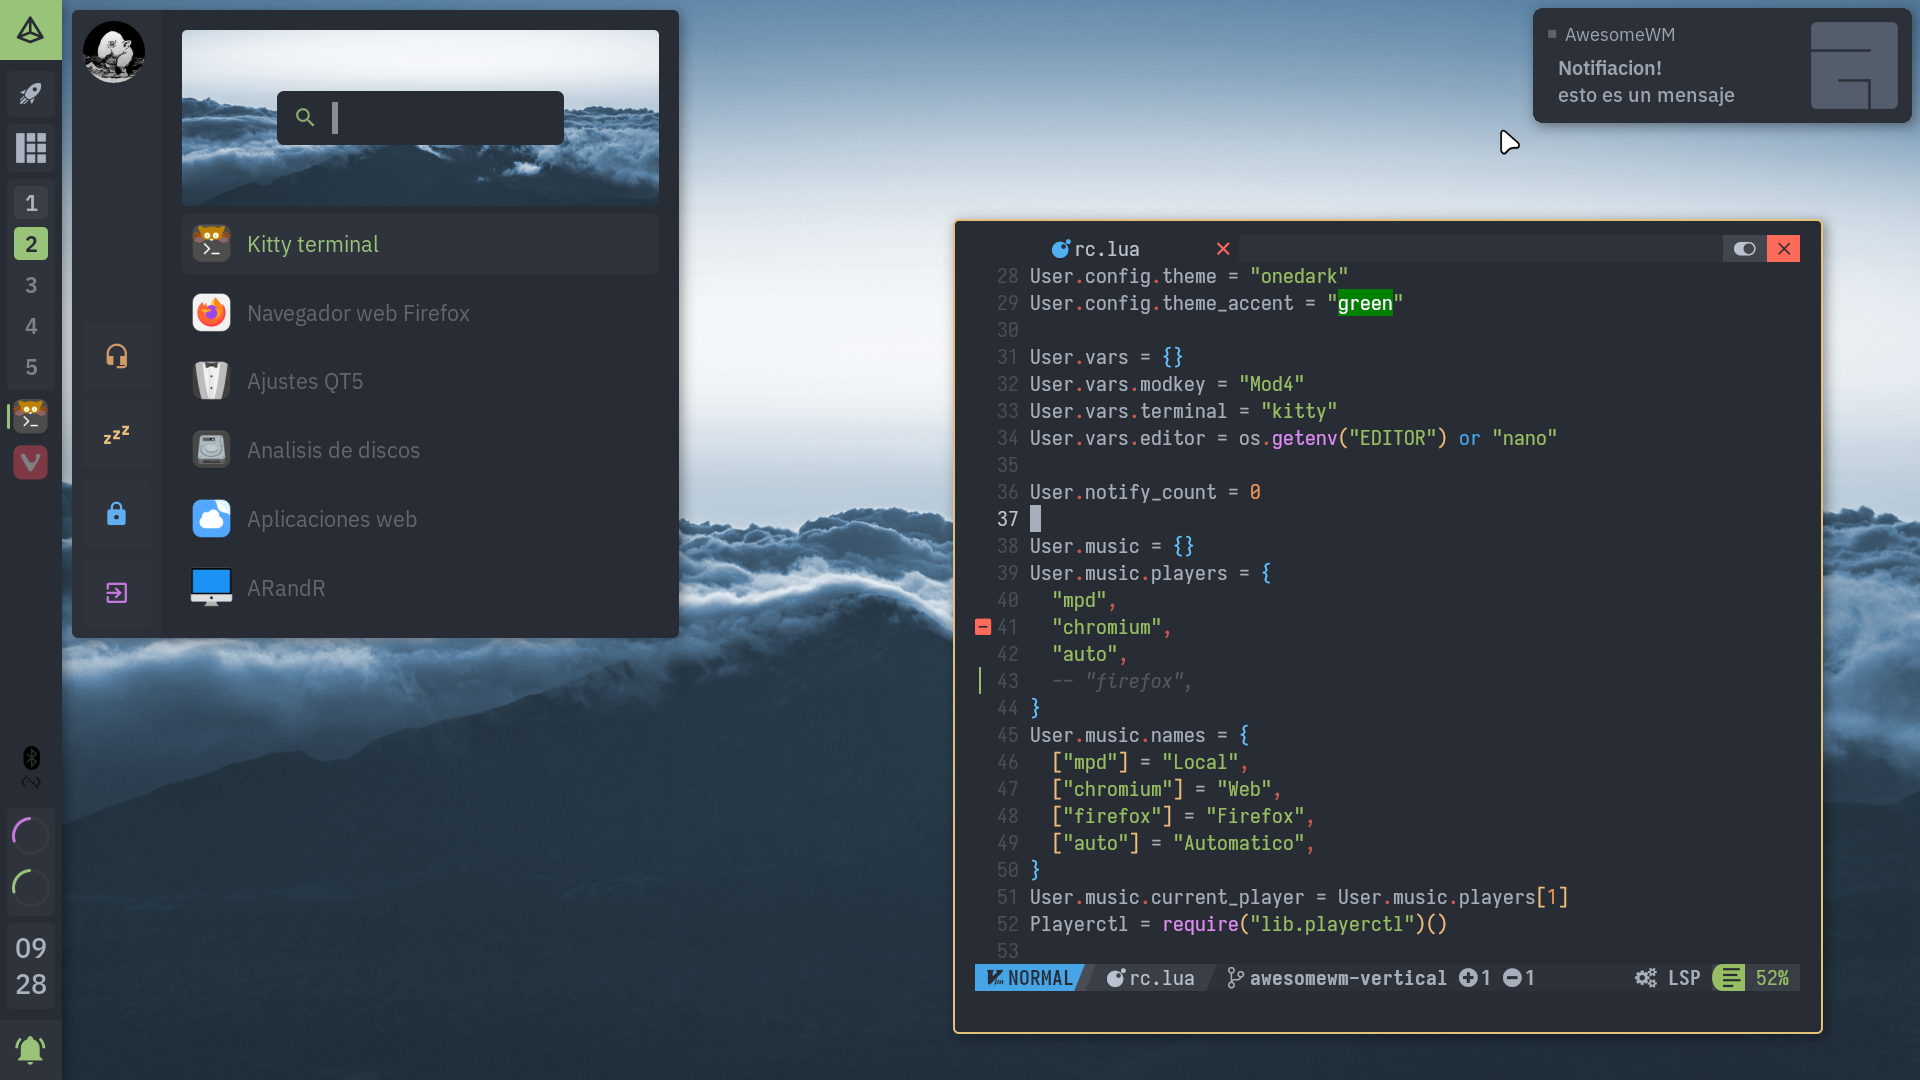 1
2
3
4
5
09
28
Kitty terminal
Navegador web Firefox
Ajustes QT5
Analisis de discos
Aplicaciones web
ARandR
AwesomeWM
Notifiacion!
esto es un mensaje
rc.lua
28 User.config.theme = "onedark"
29 User.config.theme_accent = "green"
30
31 User.vars = {}
32 User.vars.modkey = "Mod4"
33 User.vars.terminal = "kitty"
34 User.vars.editor = os.getenv("EDITOR") or "nano"
35
36 User.notify_count = 0
37
38 User.music = {}
39 User.music.players = {
40   "mpd",
41   "chromium",
42   "auto",
43   -- "firefox",
44 }
45 User.music.names = {
46   ["mpd"] = "Local",
47   ["chromium"] = "Web",
48   ["firefox"] = "Firefox",
49   ["auto"] = "Automatico",
50 }
51 User.music.current_player = User.music.players[1]
52 Playerctl = require("lib.playerctl")()
53
NORMAL rc.lua awesomewm-vertical 1 1 LSP 52%